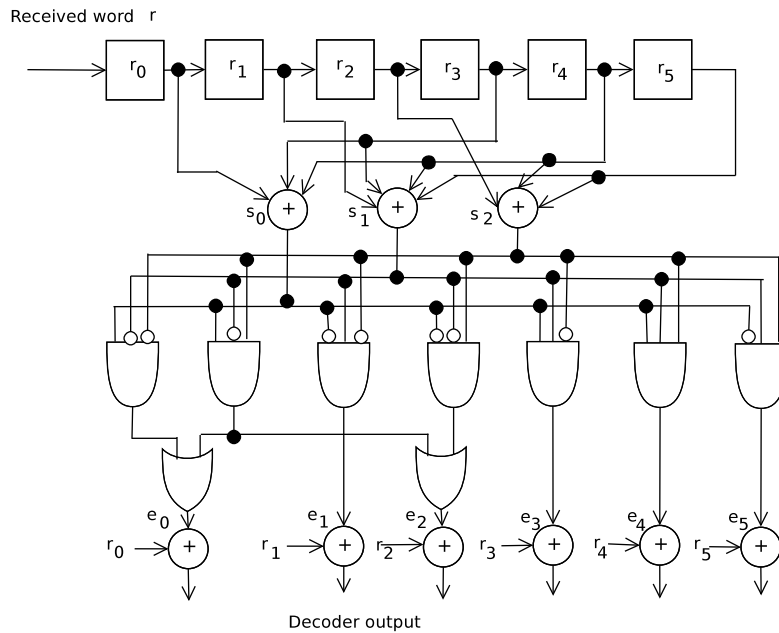 Received word r
r0 r1 r2 r3 r4 r5
s0 + s1 + s2 +
e0 e1 e2 e3 e4 e5
r0 + r1 + r2 + r3 + r4 + r5 +
Decoder output